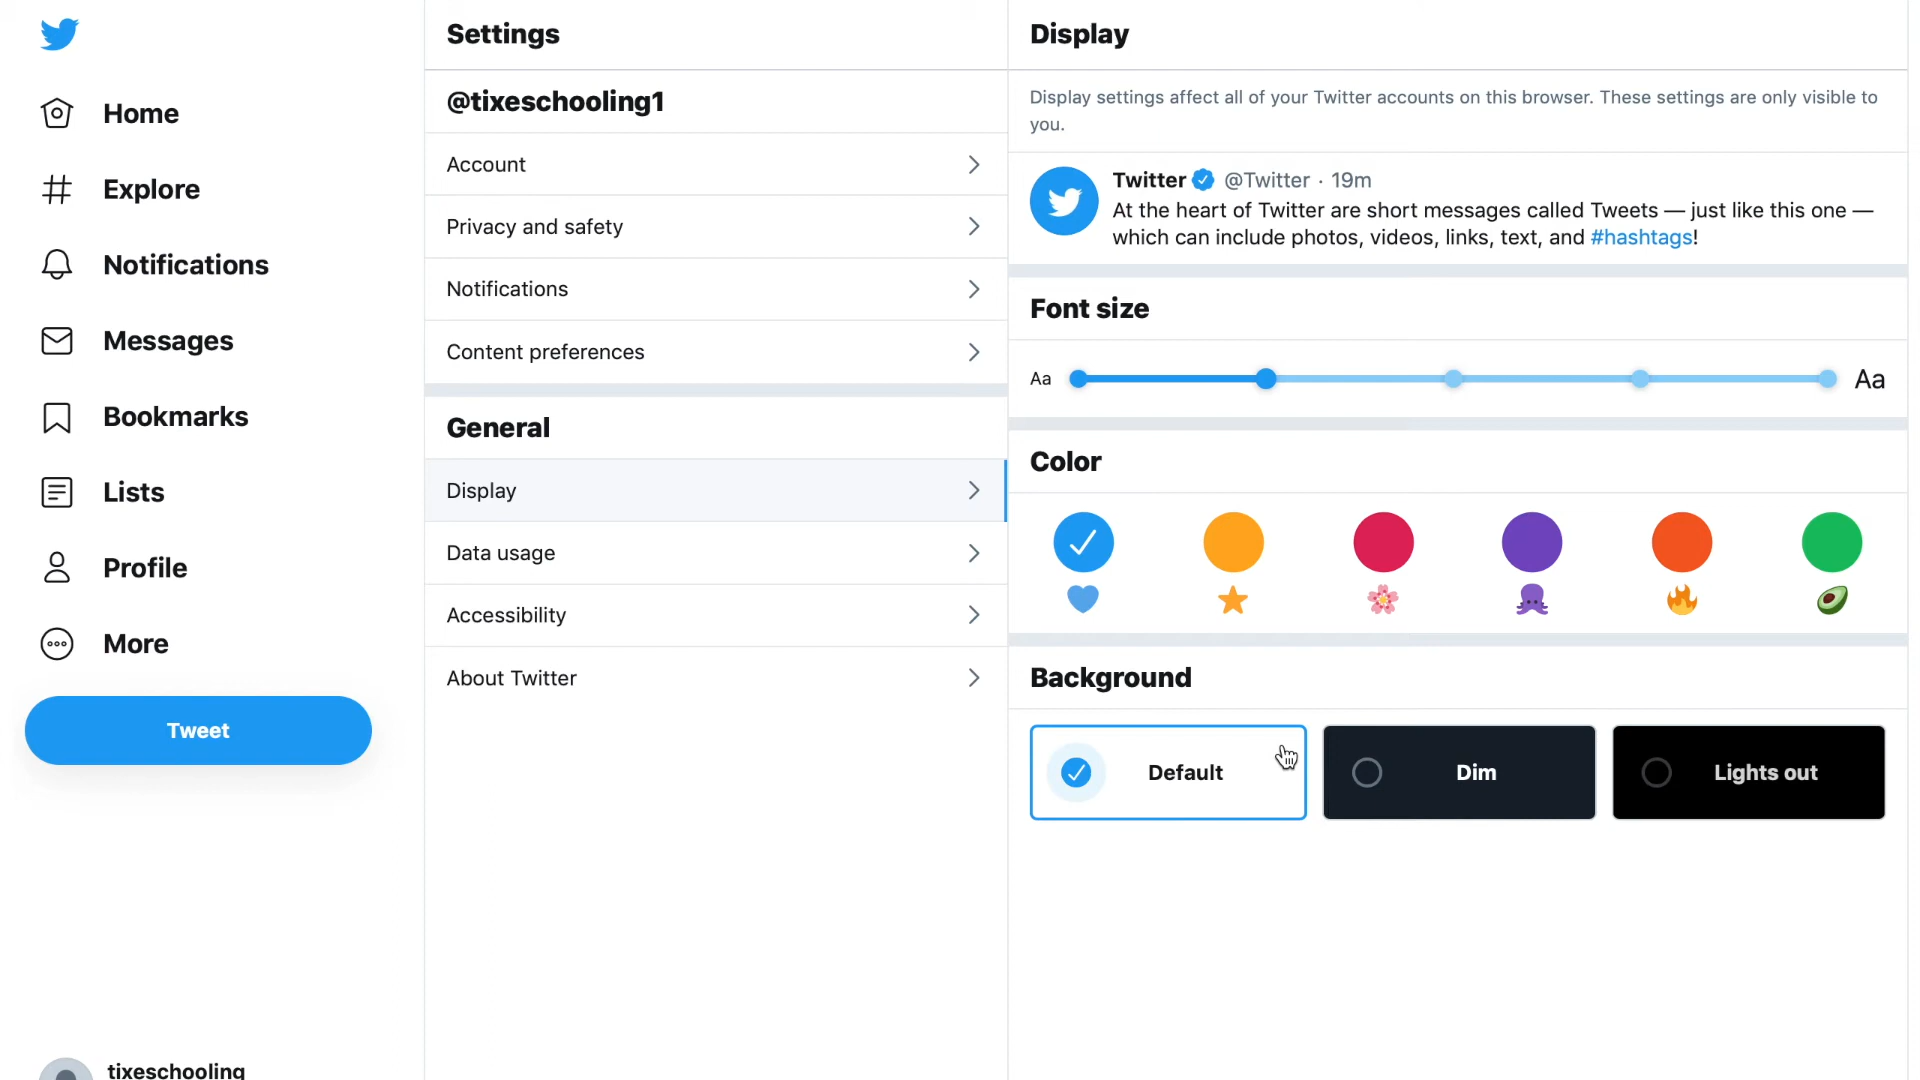 Home
Explore
Notifications
Messages
Bookmarks
Lists
Profile
More
Tweet
tixeschooling
Settings
@tixeschooling1
Account
Privacy and safety
Notifications
Content preferences
General
Display
Data usage
Accessibility
About Twitter
Display
Display settings affect all of your Twitter accounts on this browser. These settings are only visible to
you.
Twitter @Twitter · 19m
At the heart of Twitter are short messages called Tweets — just like this one —
which can include photos, videos, links, text, and #hashtags!
Font size
Aa Aa
Color
Background
Default Dim Lights out